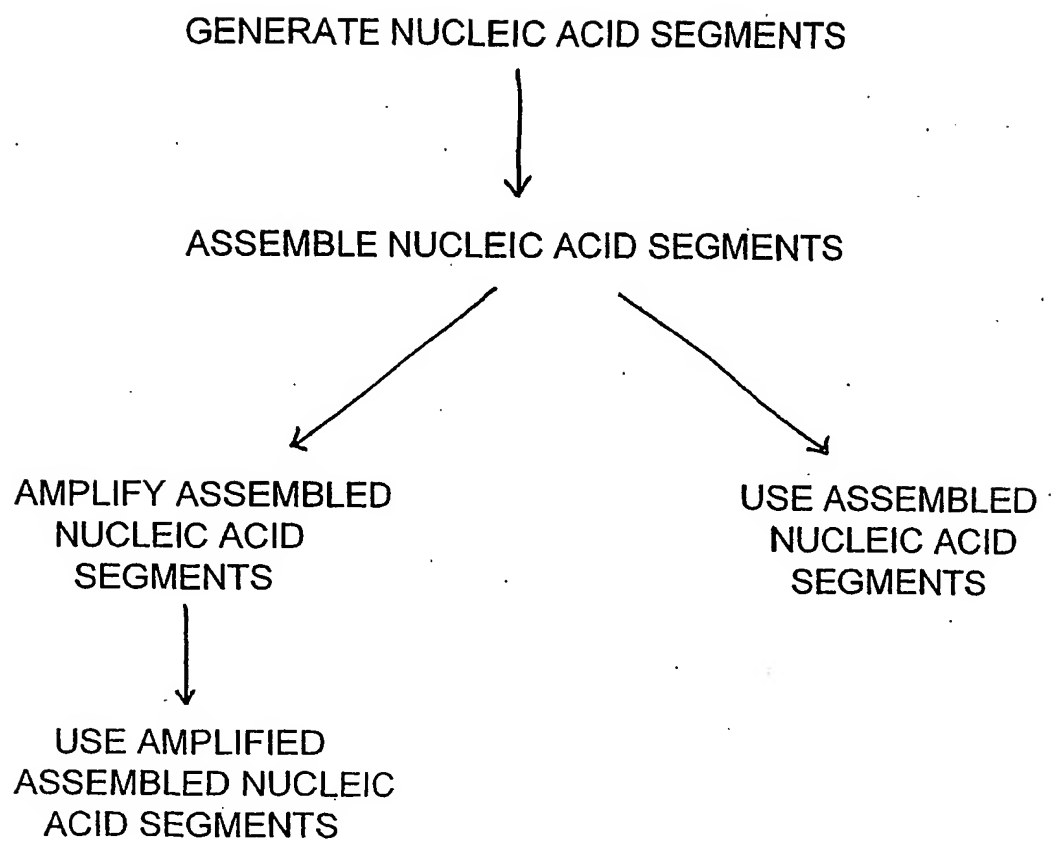 GENERATE NUCLEIC ACID SEGMENTS
ASSEMBLE NUCLEIC ACID SEGMENTS
AMPLIFY ASSEMBLED
NUCLEIC ACID
SEGMENTS
USE ASSEMBLED
NUCLEIC ACID
SEGMENTS
USE AMPLIFIED
ASSEMBLED NUCLEIC
ACID SEGMENTS